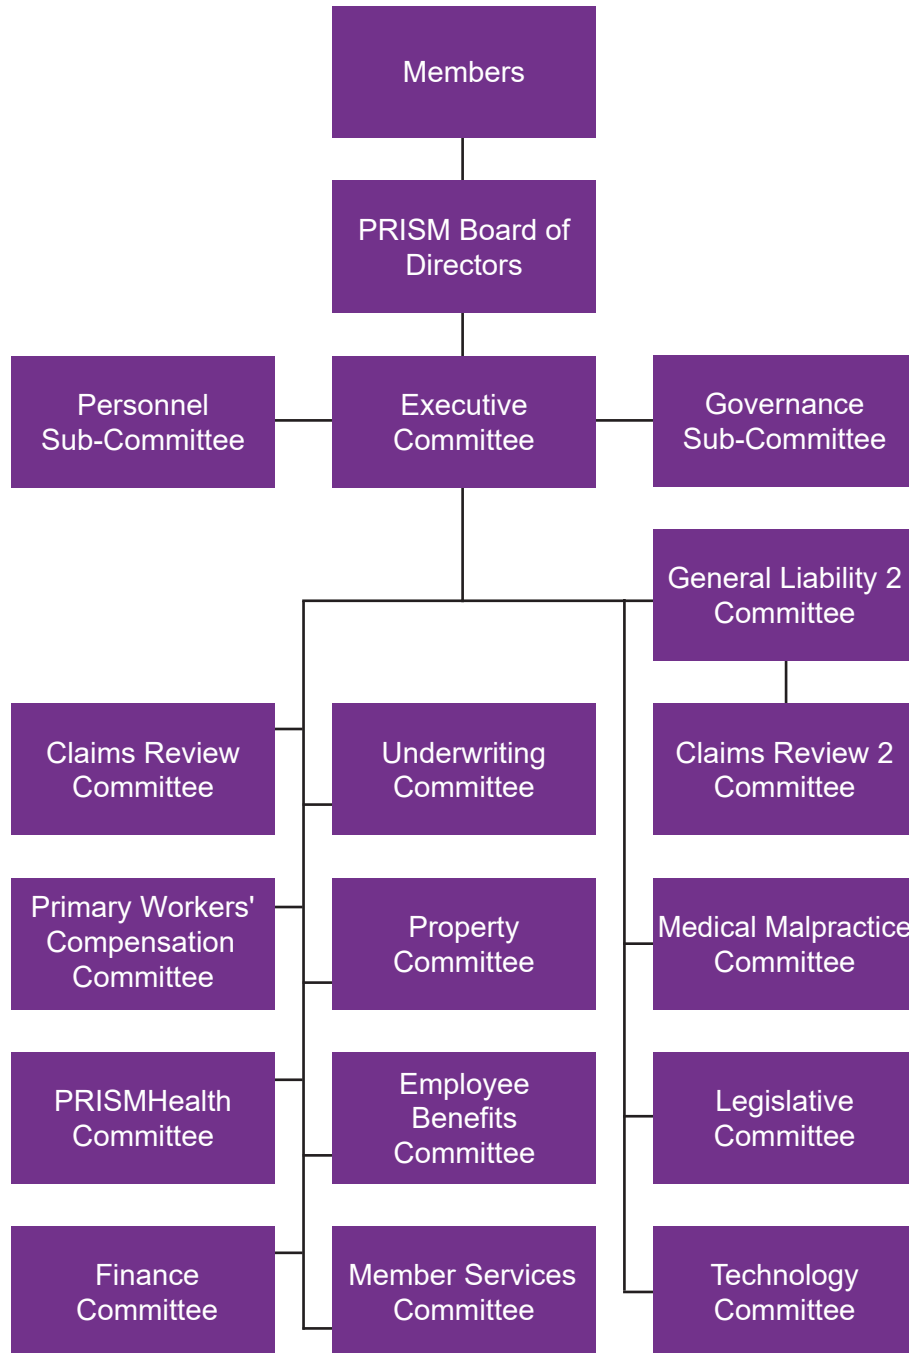 Members
PRISM Board of
Directors
Personnel
Sub-Committee
Executive
Committee
Governance
Sub-Committee
General Liability 2
Committee
Claims Review
Committee
Underwriting
Committee
Claims Review 2
Committee
Primary Workers'
Compensation
Committee
Property
Committee
Medical Malpractice
Committee
PRISMHealth
Committee
Employee
Benefits
Committee
Legislative
Committee
Finance
Committee
Member Services
Committee
Technology
Committee